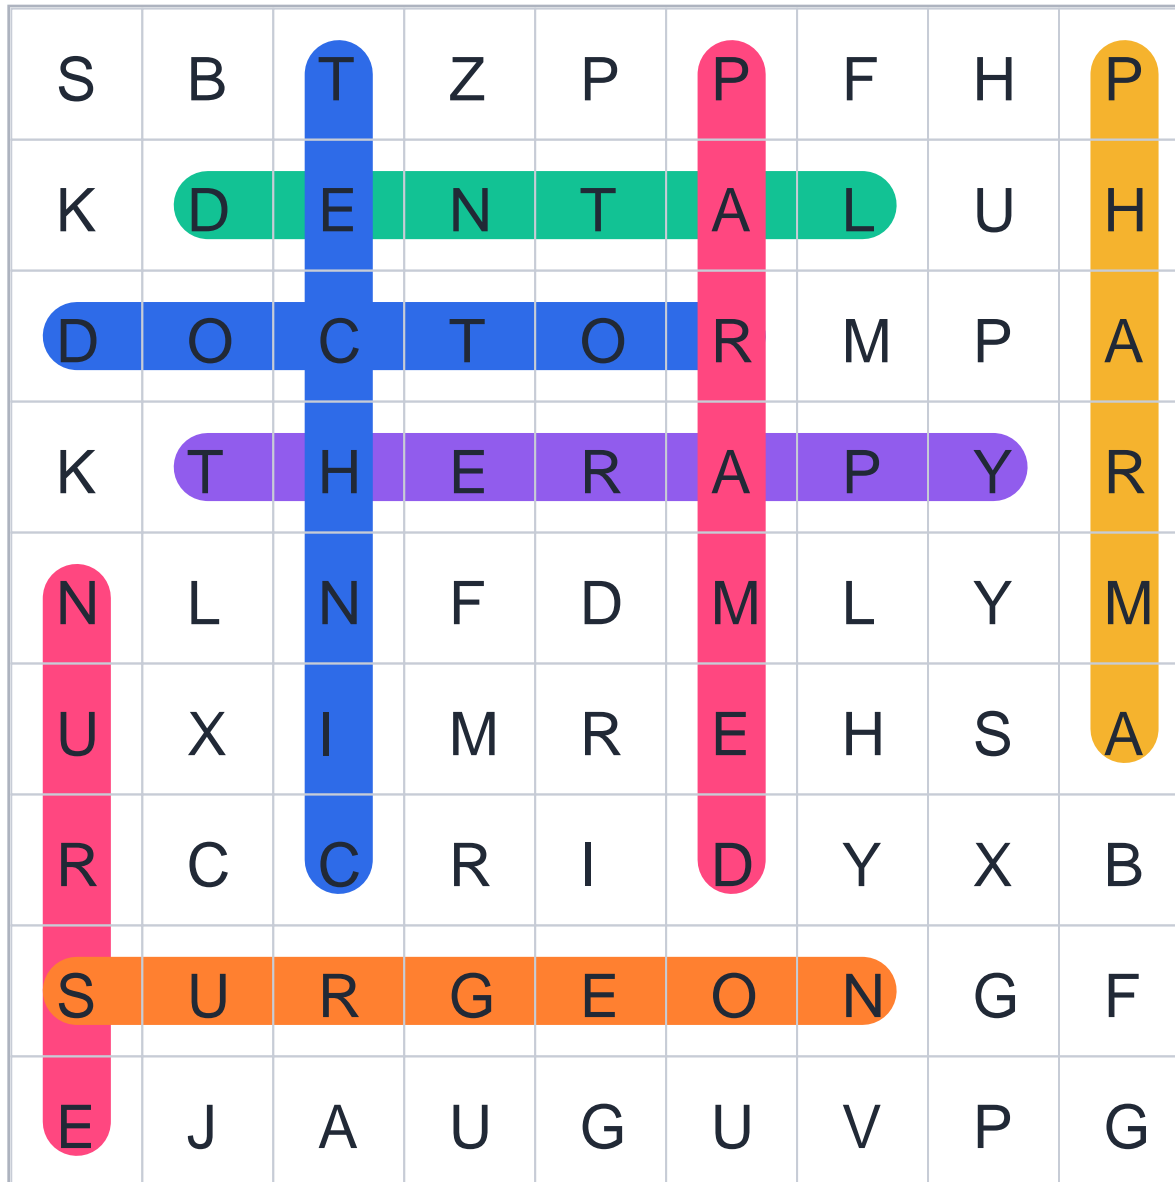 S B T Z P P F H P
K D E N T A L U H
D O C T O R M P A
K T H E R A P Y R
N L N F D M L Y M
U X I M R E H S A
R C C R I D Y X B
S U R G E O N G F
E J A U G U V P G